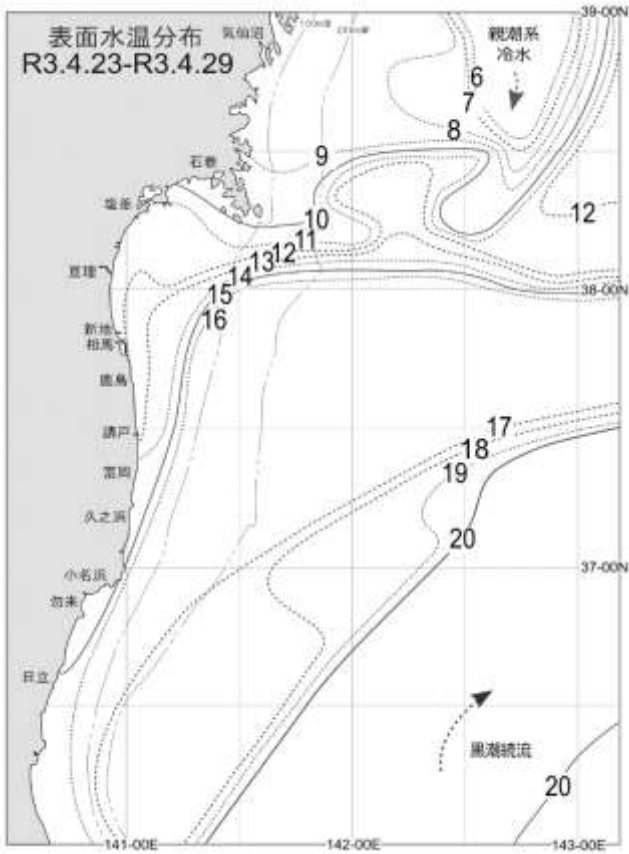 39-00N
表面水温分布
R3.4.23-R3.4.29
気仙沼
100m
200m
親潮系
冷水
6
7
8
9
石巻
塩釜
10
11
12
12
13
14
15
16
亘理
38-00N
新地
相馬
鹿島
請戸
富岡
久之浜
小名浜
勿来
日立
17
18
19
20
37-00N
黒潮続流
20
141-00E
142-00E
143-00E